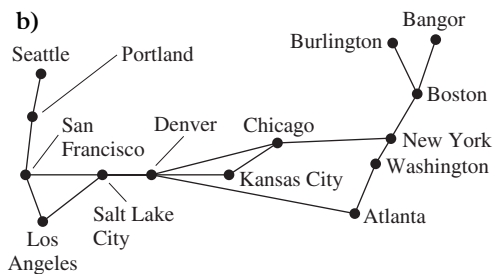 b)
Bangor
Burlington
Seattle
Portland
Boston
San
Francisco
Denver
Chicago
New York
Washington
Kansas City
Salt Lake
City
Atlanta
Los
Angeles